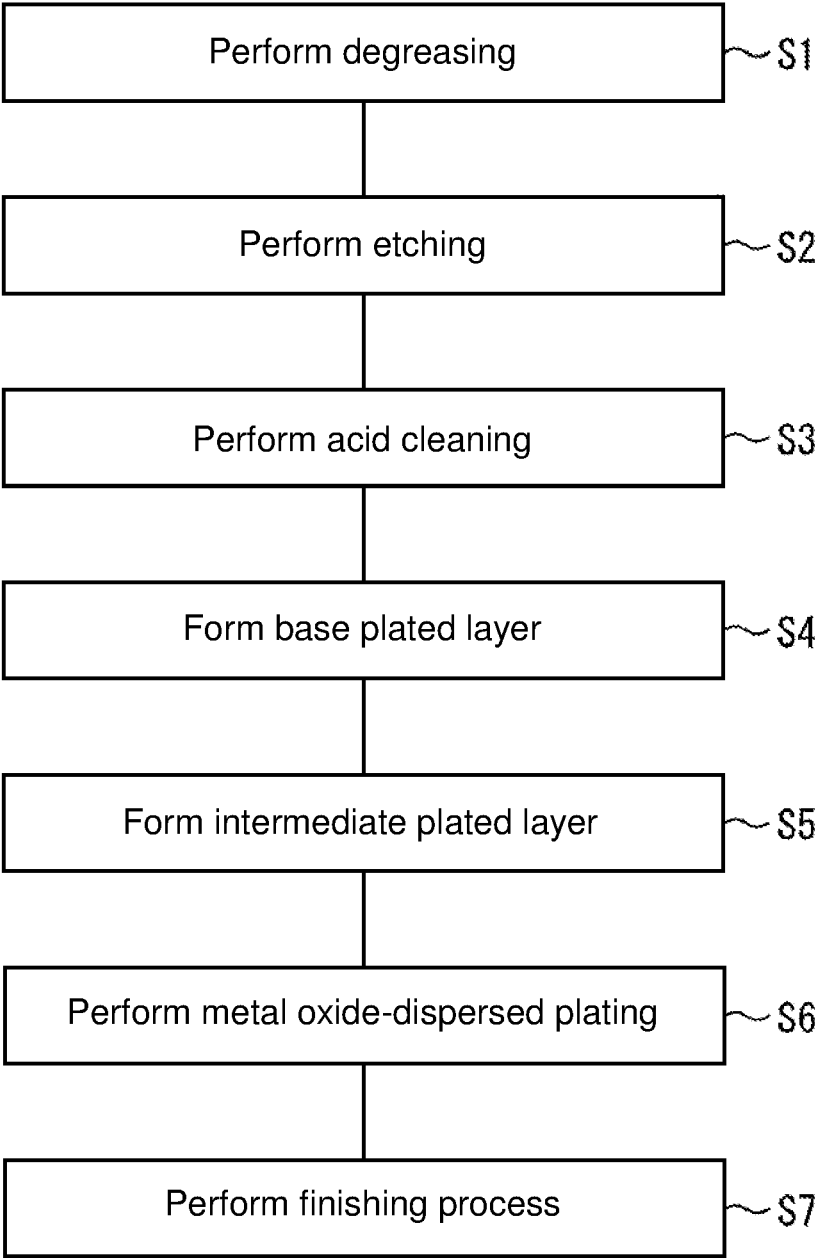 Perform degreasing S1
Perform etching S2
Perform acid cleaning S3
Form base plated layer S4
Form intermediate plated layer S5
Perform metal oxide-dispersed plating S6
Perform finishing process S7